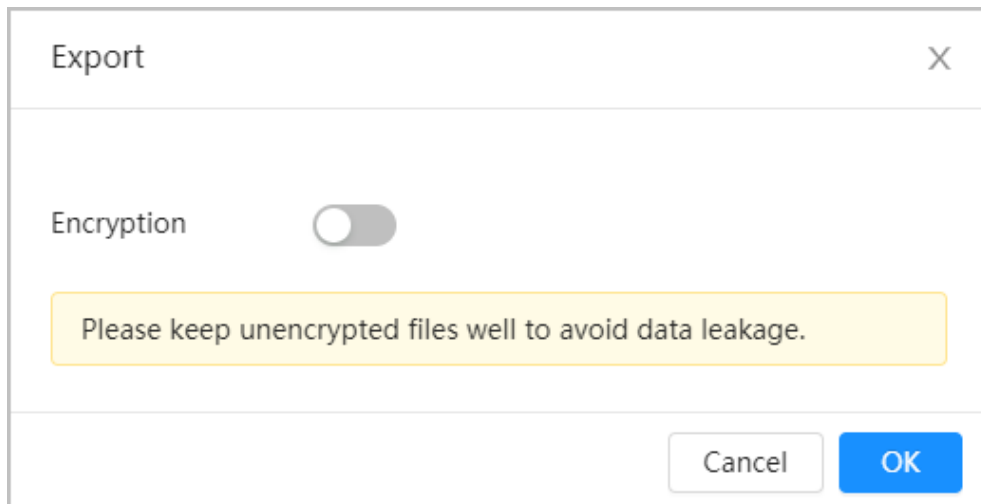 Export
Encryption
Please keep unencrypted files well to avoid data leakage.
Cancel OK